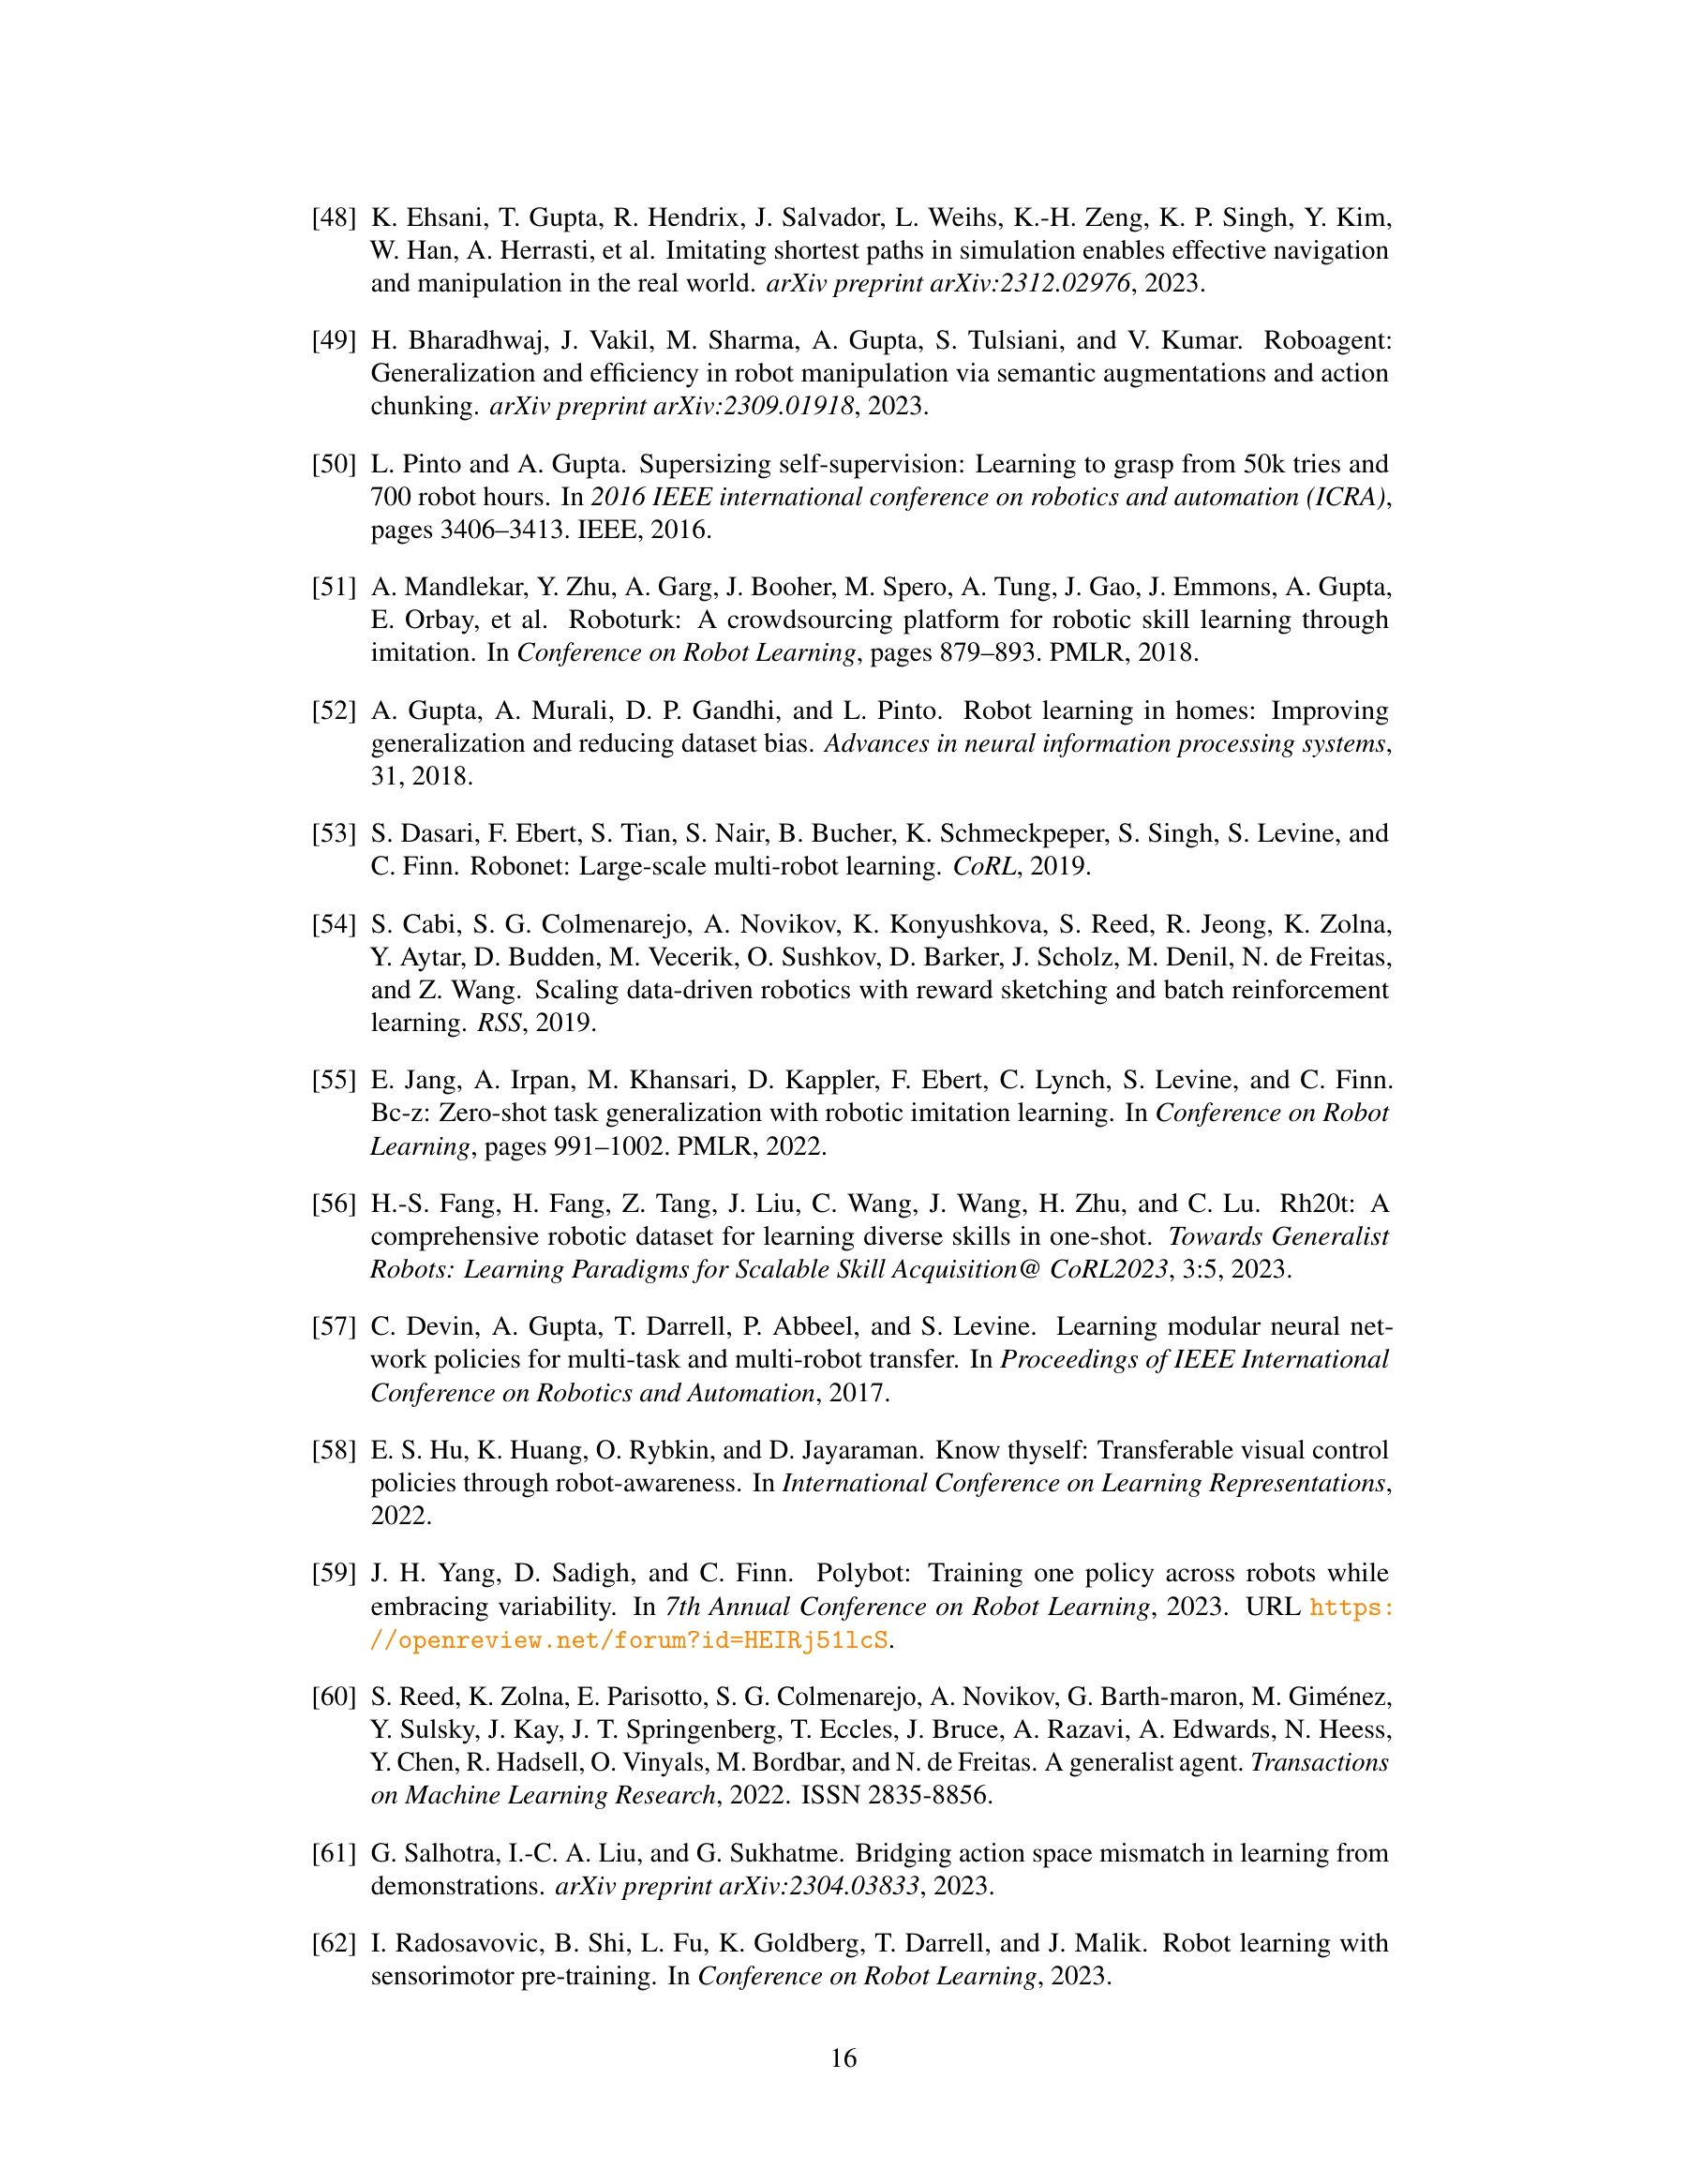 [48] K. Ehsani, T. Gupta, R. Hendrix, J. Salvador, L. Weihs, K.-H. Zeng, K. P. Singh, Y. Kim,
W. Han, A. Herrasti, et al. Imitating shortest paths in simulation enables effective navigation
and manipulation in the real world. arXiv preprint arXiv:2312.02976, 2023.
[49] H. Bharadhwaj, J. Vakil, M. Sharma, A. Gupta, S. Tulsiani, and V. Kumar. Roboagent:
Generalization and efficiency in robot manipulation via semantic augmentations and action
chunking. arXiv preprint arXiv:2309.01918, 2023.
[50] L. Pinto and A. Gupta. Supersizing self-supervision: Learning to grasp from 50k tries and
700 robot hours. In 2016 IEEE international conference on robotics and automation (ICRA),
pages 3406–3413. IEEE, 2016.
[51] A. Mandlekar, Y. Zhu, A. Garg, J. Booher, M. Spero, A. Tung, J. Gao, J. Emmons, A. Gupta,
E. Orbay, et al. Roboturk: A crowdsourcing platform for robotic skill learning through
imitation. In Conference on Robot Learning, pages 879–893. PMLR, 2018.
[52] A. Gupta, A. Murali, D. P. Gandhi, and L. Pinto. Robot learning in homes: Improving
generalization and reducing dataset bias. Advances in neural information processing systems,
31, 2018.
[53] S. Dasari, F. Ebert, S. Tian, S. Nair, B. Bucher, K. Schmeckpeper, S. Singh, S. Levine, and
C. Finn. Robonet: Large-scale multi-robot learning. CoRL, 2019.
[54] S. Cabi, S. G. Colmenarejo, A. Novikov, K. Konyushkova, S. Reed, R. Jeong, K. Zolna,
Y. Aytar, D. Budden, M. Vecerik, O. Sushkov, D. Barker, J. Scholz, M. Denil, N. de Freitas,
and Z. Wang. Scaling data-driven robotics with reward sketching and batch reinforcement
learning. RSS, 2019.
[55] E. Jang, A. Irpan, M. Khansari, D. Kappler, F. Ebert, C. Lynch, S. Levine, and C. Finn.
Bc-z: Zero-shot task generalization with robotic imitation learning. In Conference on Robot
Learning, pages 991–1002. PMLR, 2022.
[56] H.-S. Fang, H. Fang, Z. Tang, J. Liu, C. Wang, J. Wang, H. Zhu, and C. Lu. Rh20t: A
comprehensive robotic dataset for learning diverse skills in one-shot. Towards Generalist
Robots: Learning Paradigms for Scalable Skill Acquisition@ CoRL2023, 3:5, 2023.
[57] C. Devin, A. Gupta, T. Darrell, P. Abbeel, and S. Levine. Learning modular neural net-
work policies for multi-task and multi-robot transfer. In Proceedings of IEEE International
Conference on Robotics and Automation, 2017.
[58] E. S. Hu, K. Huang, O. Rybkin, and D. Jayaraman. Know thyself: Transferable visual control
policies through robot-awareness. In International Conference on Learning Representations,
2022.
[59] J. H. Yang, D. Sadigh, and C. Finn. Polybot: Training one policy across robots while
embracing variability. In 7th Annual Conference on Robot Learning, 2023. URL https:
//openreview.net/forum?id=HEIRj51lcS.
[60] S. Reed, K. Zolna, E. Parisotto, S. G. Colmenarejo, A. Novikov, G. Barth-maron, M. Giménez,
Y. Sulsky, J. Kay, J. T. Springenberg, T. Eccles, J. Bruce, A. Razavi, A. Edwards, N. Heess,
Y. Chen, R. Hadsell, O. Vinyals, M. Bordbar, and N. de Freitas. A generalist agent. Transactions
on Machine Learning Research, 2022. ISSN 2835-8856.
[61] G. Salhotra, I.-C. A. Liu, and G. Sukhatme. Bridging action space mismatch in learning from
demonstrations. arXiv preprint arXiv:2304.03833, 2023.
[62] I. Radosavovic, B. Shi, L. Fu, K. Goldberg, T. Darrell, and J. Malik. Robot learning with
sensorimotor pre-training. In Conference on Robot Learning, 2023.
16